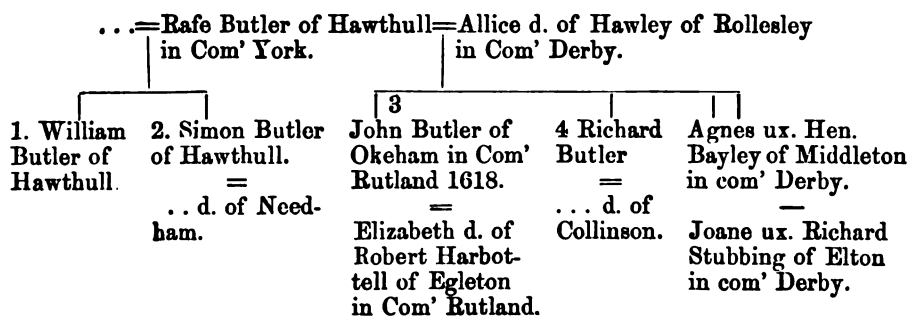 ...=Rafe Butler of Hawthull=Allice d. of Hawley of Rollesley
in Com' York.
in Com' Derby.
1. William
Butler of
Hawthull.
2. Simon Butler
of Hawthull.
=
.. d. of Need-
ham.
3
John Butler of
Okeham in Com'
Rutland 1618.
=
Elizabeth d. of
Robert Harbot-
tell of Egleton
in Com' Rutland.
4 Richard
Butler
=
... d. of
Collinson.
Agnes ux. Hen.
Bayley of Middleton
in com' Derby.
—
Joane ux. Richard
Stubbing of Elton
in com' Derby.